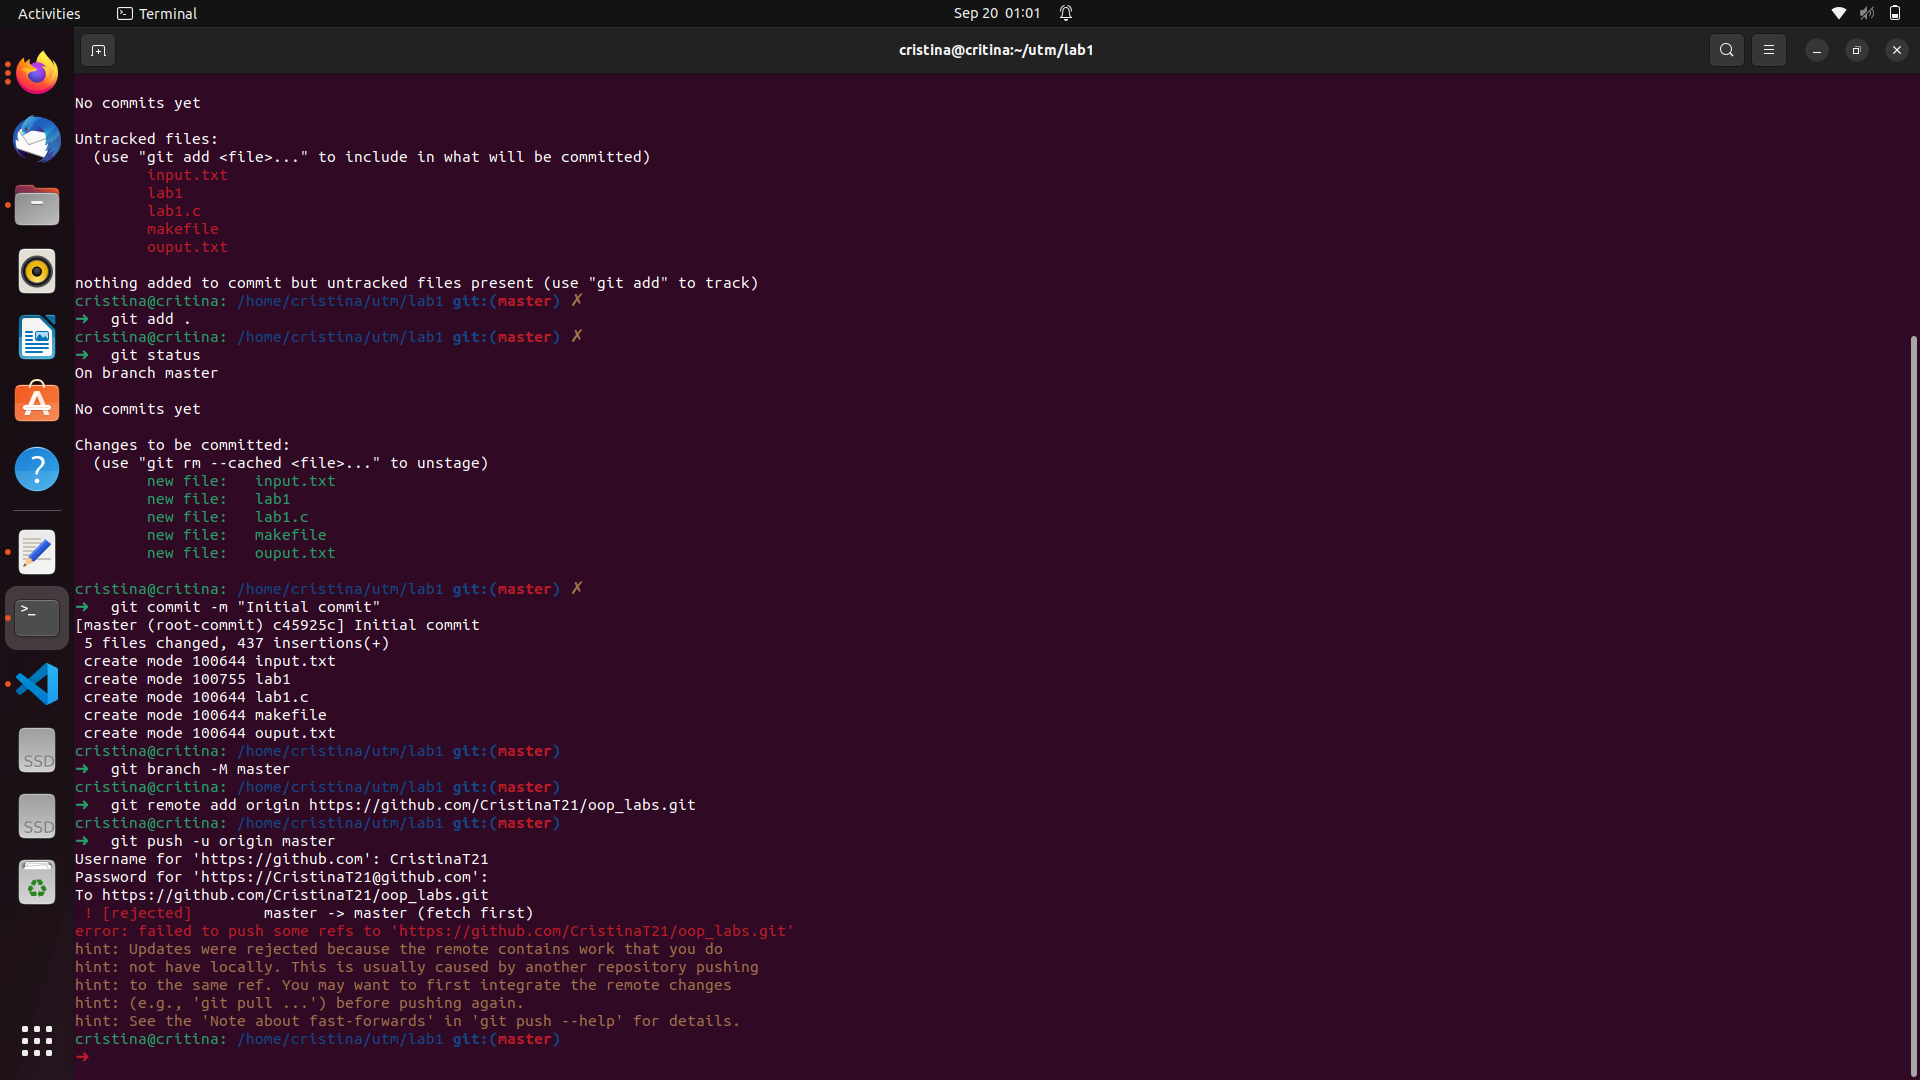 Activities
Terminal
Sep 20 01:01
cristina@critina:~/utm/lab1
No commits yet
Untracked files:
(use "git add <file>..." to include in what will be committed)
input.txt
lab1
lab1.c
makefile
ouput.txt
nothing added to commit but untracked files present (use "git add" to track)
cristina@critina: /home/cristina/utm/lab1 git:(master) ✗
➜ git add .
cristina@critina: /home/cristina/utm/lab1 git:(master) ✗
➜ git status
On branch master
No commits yet
Changes to be committed:
(use "git rm --cached <file>..." to unstage)
new file: input.txt
new file: lab1
new file: lab1.c
new file: makefile
new file: ouput.txt
cristina@critina: /home/cristina/utm/lab1 git:(master) ✗
➜ git commit -m "Initial commit"
[master (root-commit) c45925c] Initial commit
5 files changed, 437 insertions(+)
create mode 100644 input.txt
create mode 100755 lab1
create mode 100644 lab1.c
create mode 100644 makefile
create mode 100644 ouput.txt
cristina@critina: /home/cristina/utm/lab1 git:(master)
➜ git branch -M master
cristina@critina: /home/cristina/utm/lab1 git:(master)
➜ git remote add origin https://github.com/CristinaT21/oop_labs.git
cristina@critina: /home/cristina/utm/lab1 git:(master)
➜ git push -u origin master
Username for 'https://github.com': CristinaT21
Password for 'https://CristinaT21@github.com':
To https://github.com/CristinaT21/oop_labs.git
! [rejected] master -> master (fetch first)
error: failed to push some refs to 'https://github.com/CristinaT21/oop_labs.git'
hint: Updates were rejected because the remote contains work that you do
hint: not have locally. This is usually caused by another repository pushing
hint: to the same ref. You may want to first integrate the remote changes
hint: (e.g., 'git pull ...') before pushing again.
hint: See the 'Note about fast-forwards' in 'git push --help' for details.
cristina@critina: /home/cristina/utm/lab1 git:(master)
➜
SSD
SSD